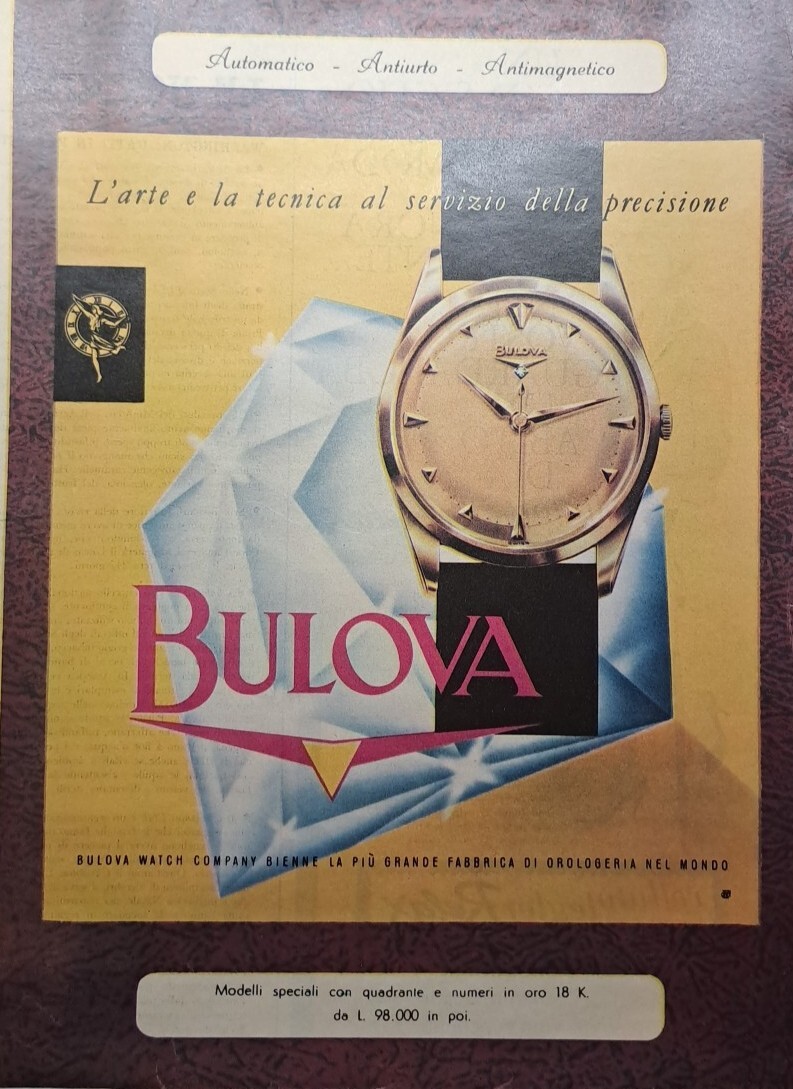 Automatico - Antiurto - Antimagnetico
L'arte e la tecnica al servizio della precisione
BULOVA
BULOVA
BULOVA WATCH COMPANY BIENNE LA PIÙ GRANDE FABBRICA DI OROLOGERIA NEL MONDO
Modelli speciali con quadrante e numeri in oro 18 K.
da L. 98.000 in poi.